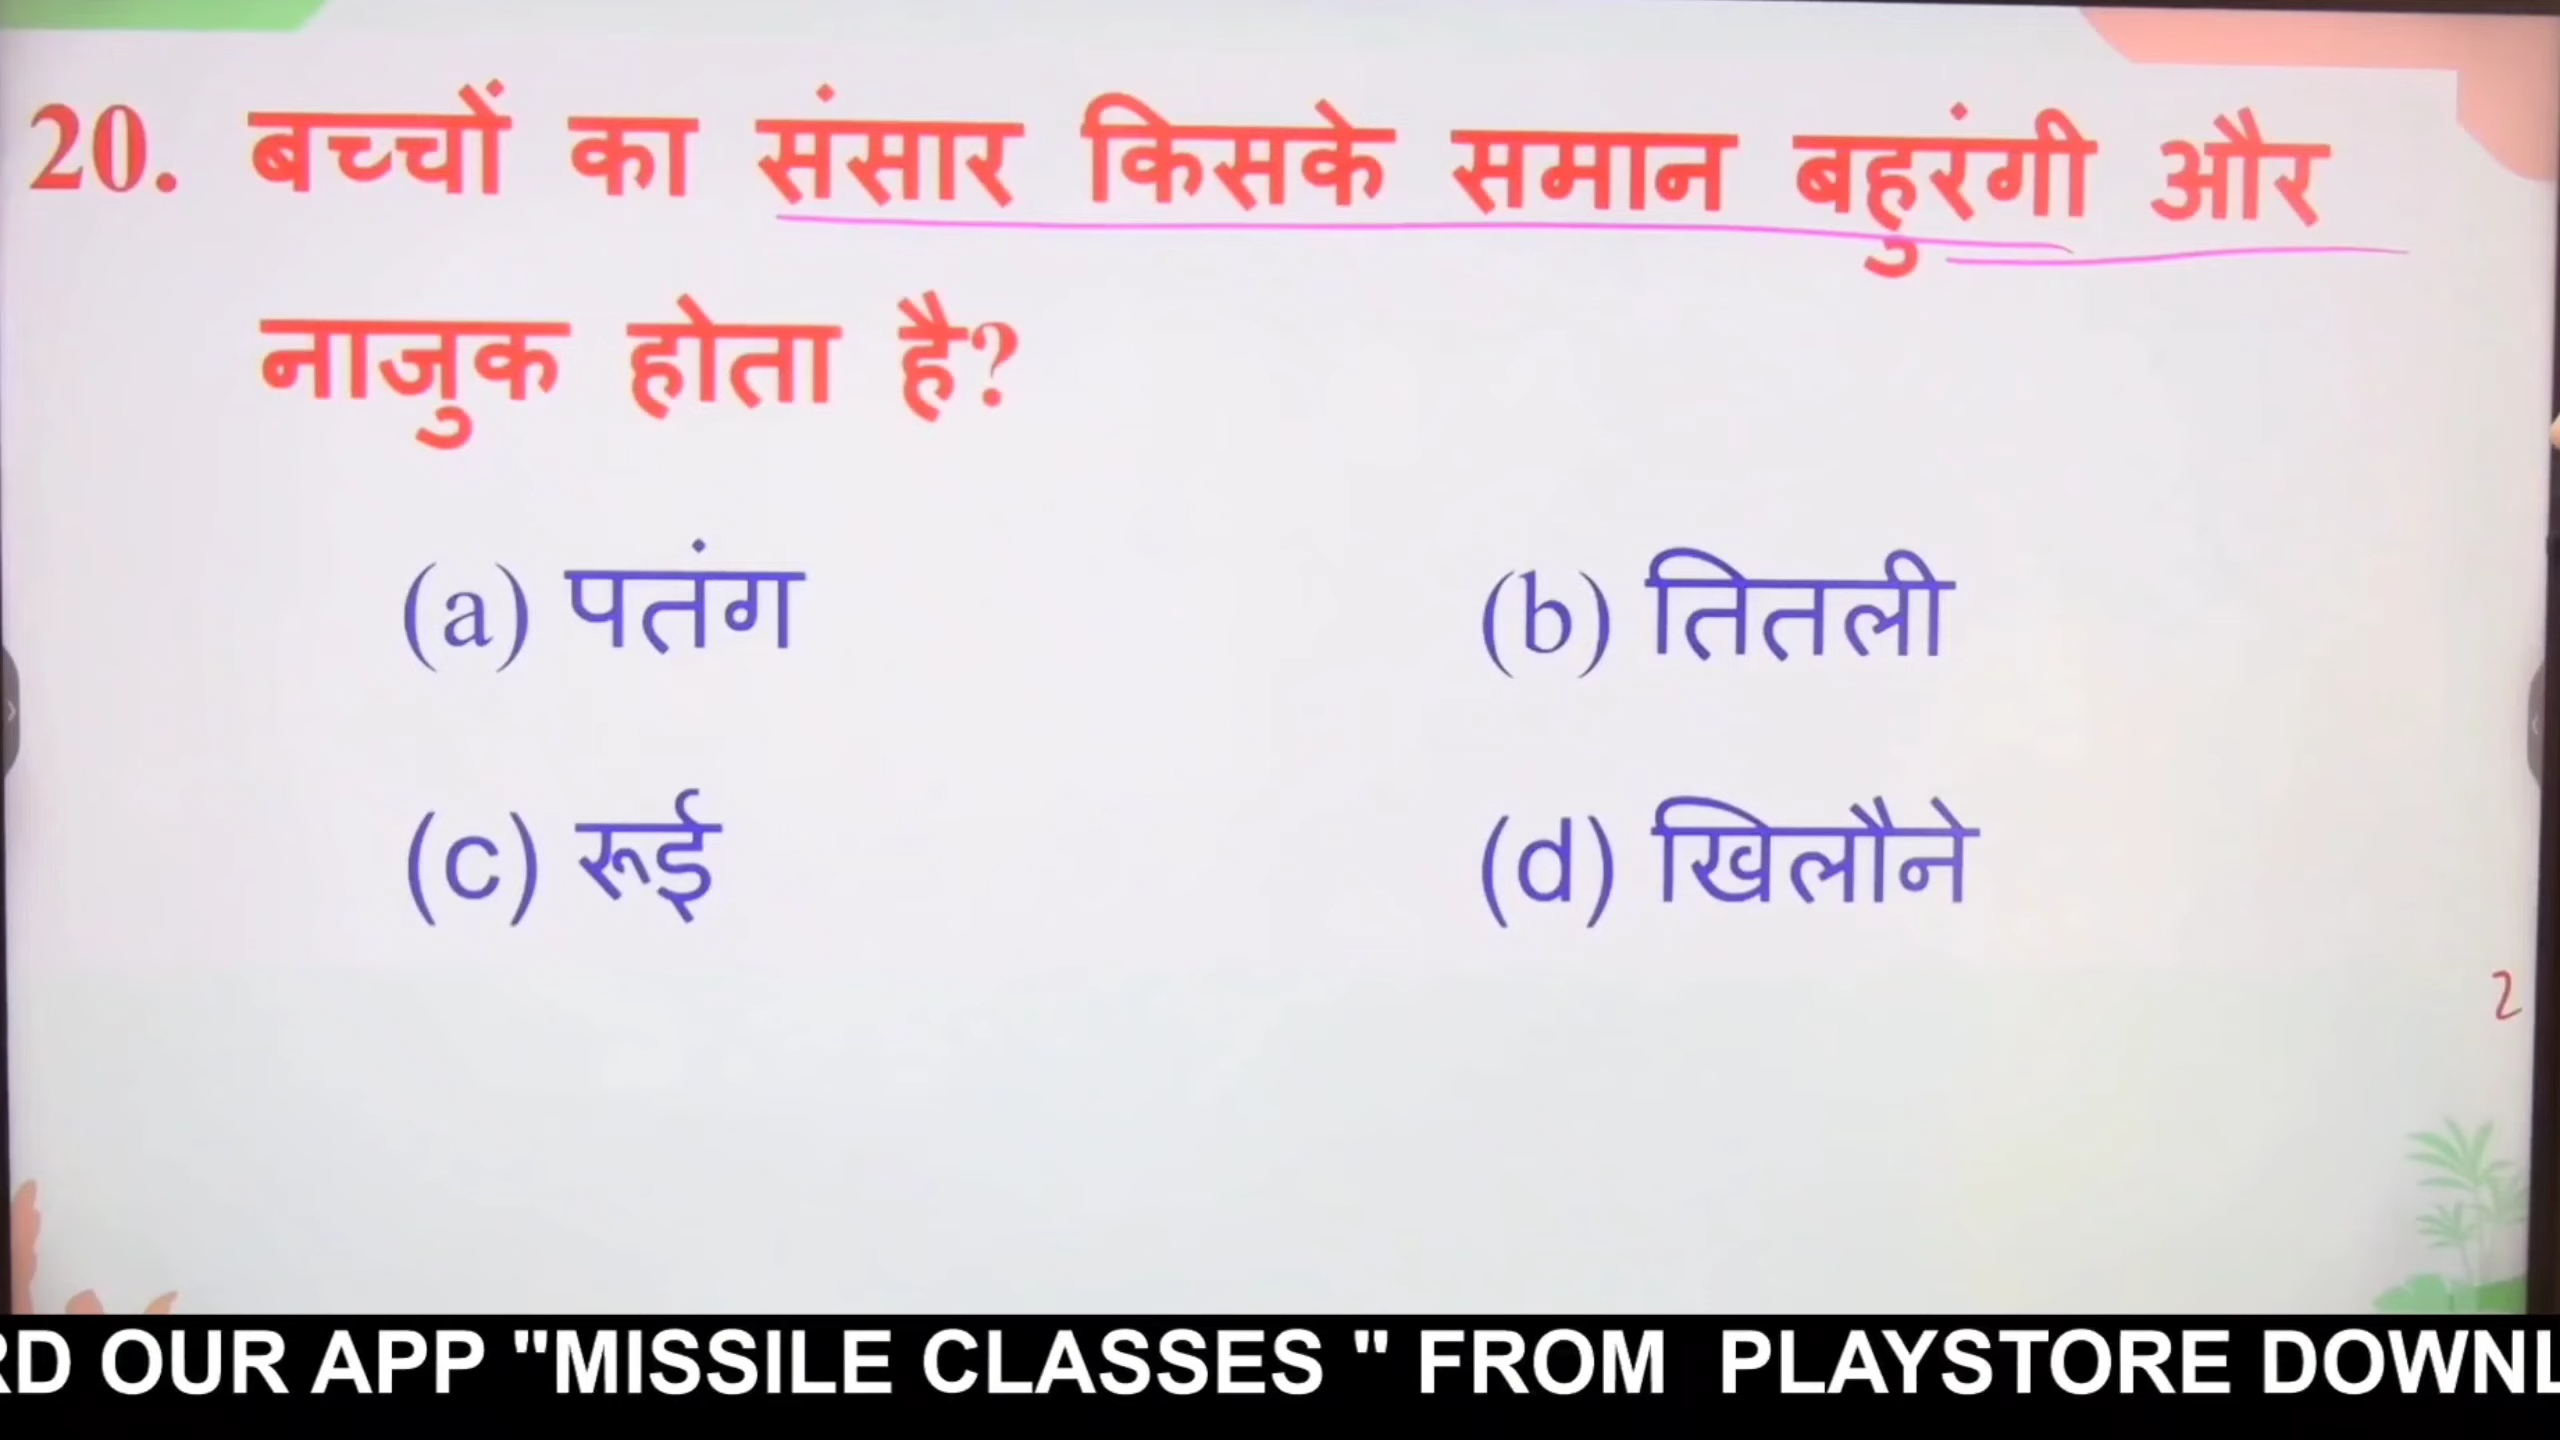 20. बच्चों का संसार किसके समान बहुरंगी और
नाजुक होता है?
(a) पतंग
(b) तितली
(c) रूई
(d) खिलौने
2
RD OUR APP "MISSILE CLASSES " FROM PLAYSTORE DOWNL